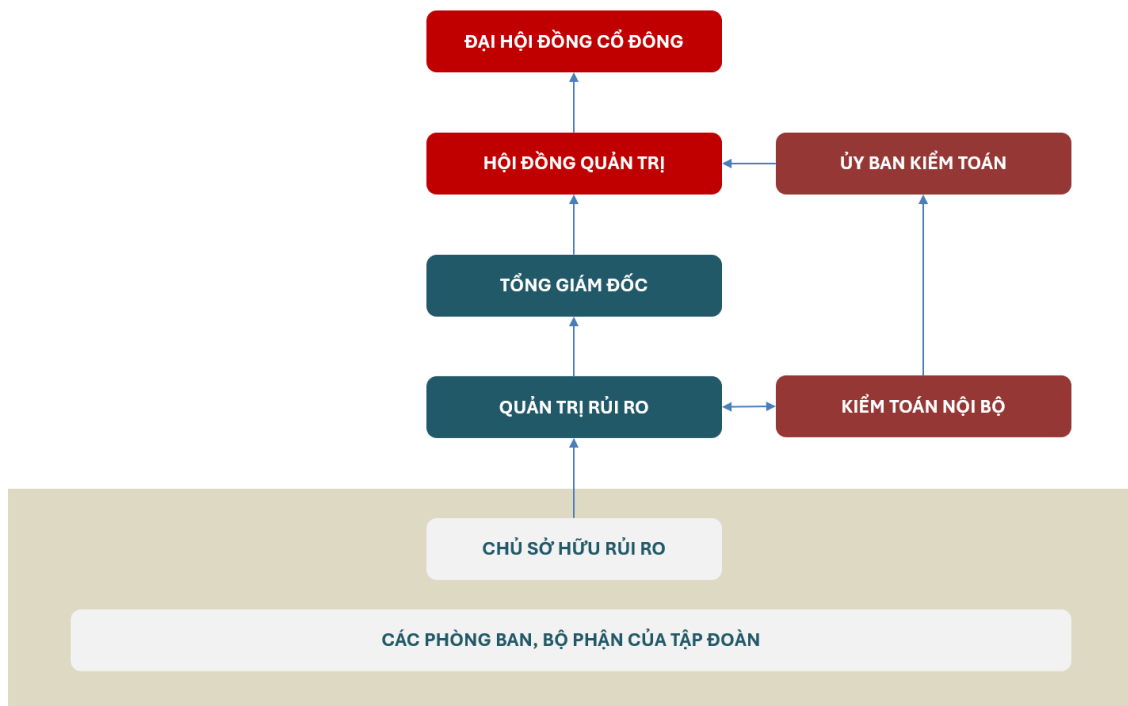 ĐẠI HỘI ĐỒNG CỔ ĐÔNG
HỘI ĐỒNG QUẢN TRỊ
ỦY BAN KIỂM TOÁN
TỔNG GIÁM ĐỐC
QUẢN TRỊ RỦI RO
KIỂM TOÁN NỘI BỘ
CHỦ SỞ HỮU RỦI RO
CÁC PHÒNG BAN, BỘ PHẬN CỦA TẬP ĐOÀN